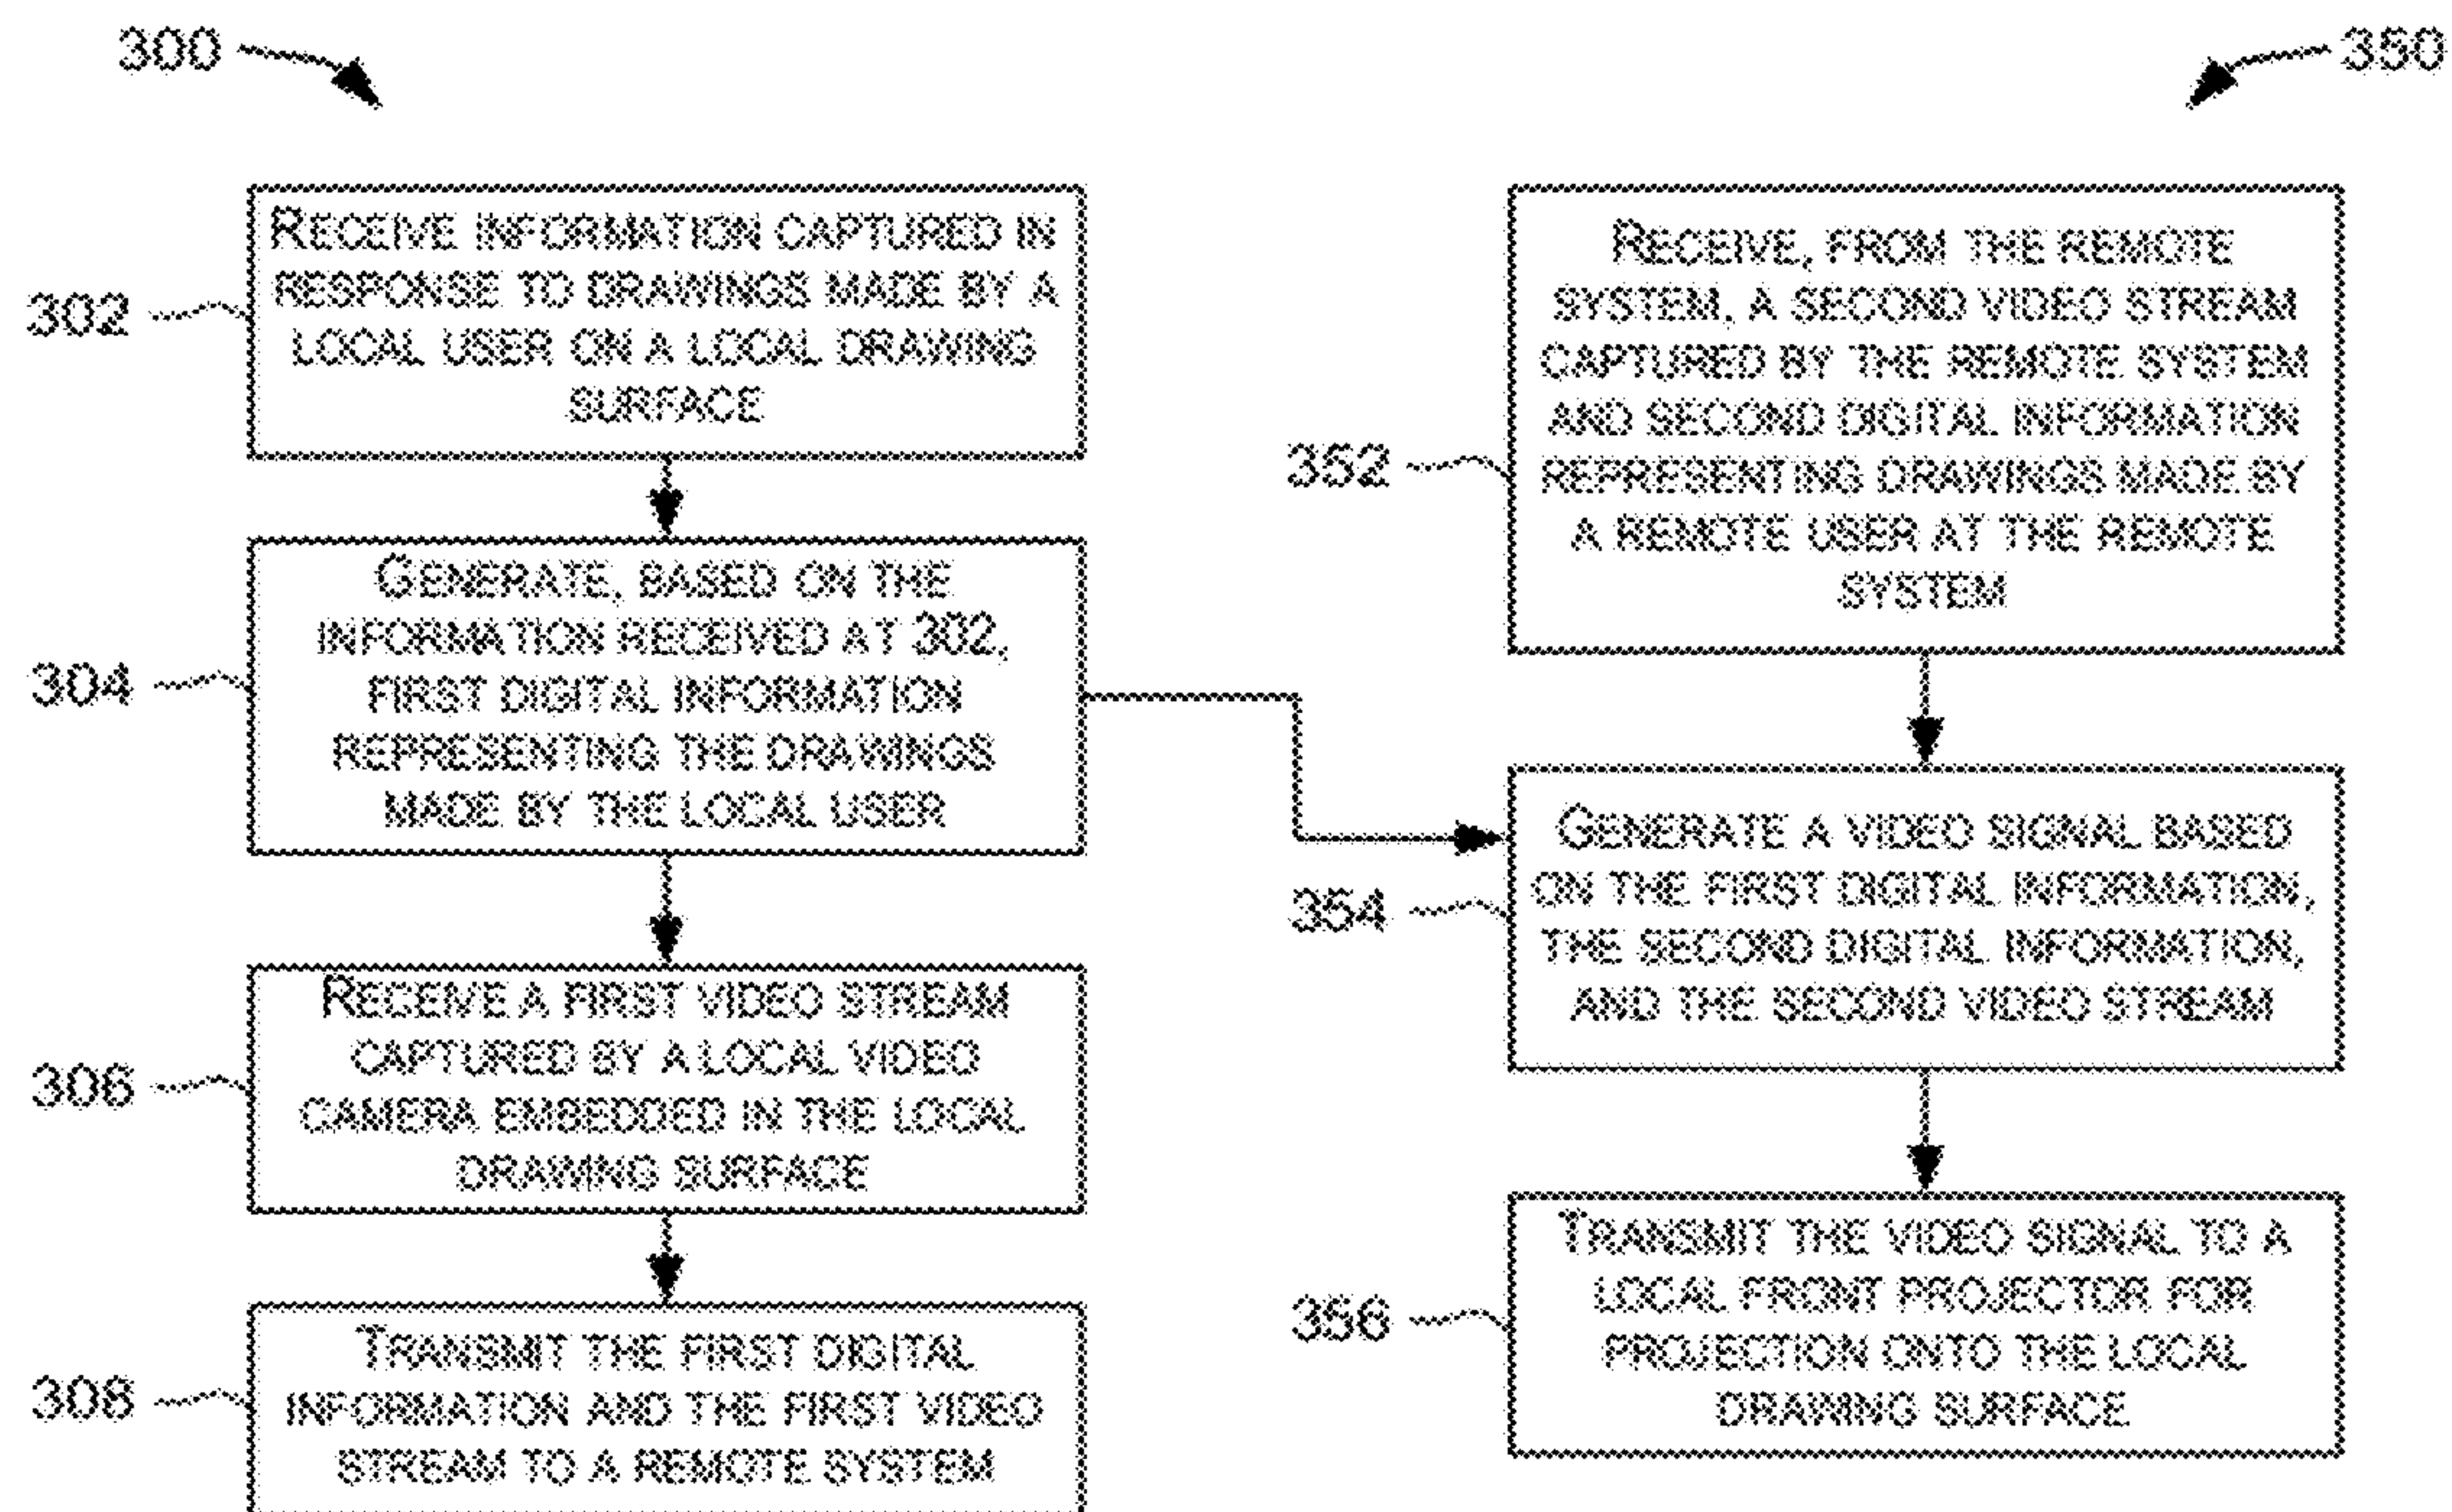 300
350
302
RECEIVE INFORMATION CAPTURED IN
RESPONSE TO DRAWINGS MADE BY A
LOCAL USER ON A LOCAL DRAWING
SURFACE
304
GENERATE, BASED ON THE
INFORMATION RECEIVED AT 302,
FIRST DIGITAL INFORMATION
REPRESENTING THE DRAWINGS
MADE BY THE LOCAL USER
306
RECEIVE A FIRST VIDEO STREAM
CAPTURED BY A LOCAL VIDEO
CAMERA EMBEDDED IN THE LOCAL
DRAWING SURFACE
308
TRANSMIT THE FIRST DIGITAL
INFORMATION AND THE FIRST VIDEO
STREAM TO A REMOTE SYSTEM
352
RECEIVE, FROM THE REMOTE
SYSTEM, A SECOND VIDEO STREAM
CAPTURED BY THE REMOTE SYSTEM
AND SECOND DIGITAL INFORMATION
REPRESENTING DRAWINGS MADE BY
A REMOTE USER AT THE REMOTE
SYSTEM
354
GENERATE A VIDEO SIGNAL BASED
ON THE FIRST DIGITAL INFORMATION,
THE SECOND DIGITAL INFORMATION,
AND THE SECOND VIDEO STREAM
356
TRANSMIT THE VIDEO SIGNAL TO A
LOCAL FRONT PROJECTOR FOR
PROJECTION ONTO THE LOCAL
DRAWING SURFACE